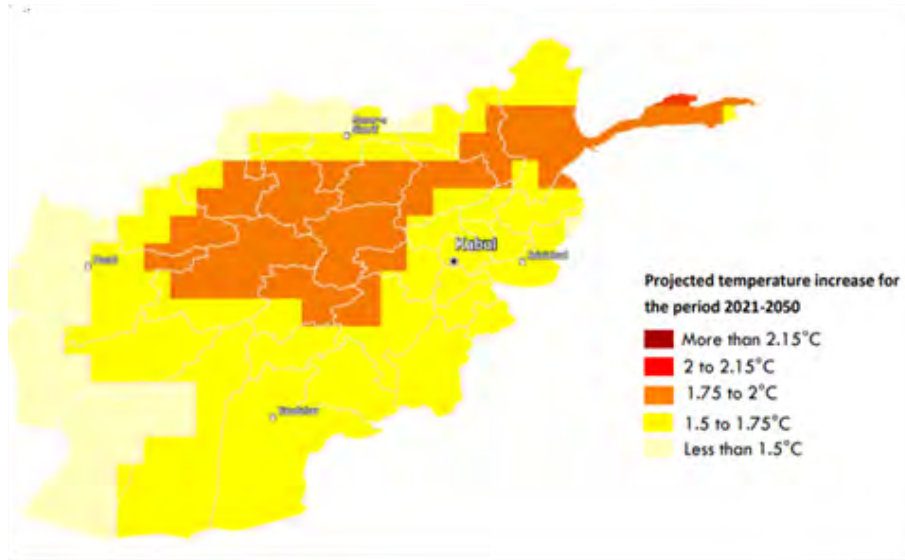 Kabul
Projected temperature increase for
the period 2021-2050
More than 2.15°C
2 to 2.15°C
1.75 to 2°C
1.5 to 1.75°C
Less than 1.5°C